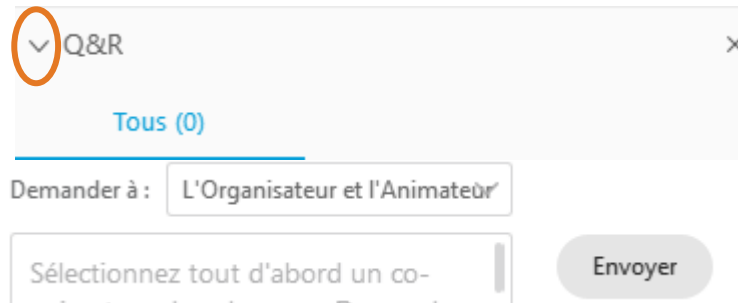 Q&R
Tous (0)
Demander à : L'Organisateur et l'Animateur
Sélectionnez tout d'abord un co-
Envoyer